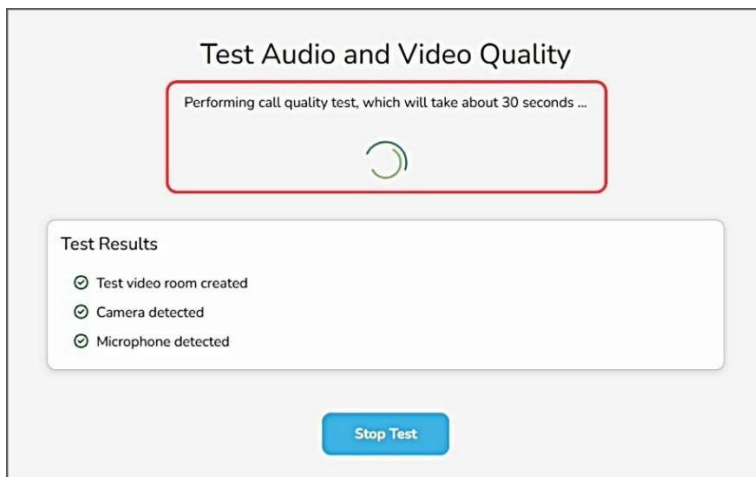 Test Audio and Video Quality
Performing call quality test, which will take about 30 seconds ...
Test Results
Test video room created
Camera detected
Microphone detected
Stop Test